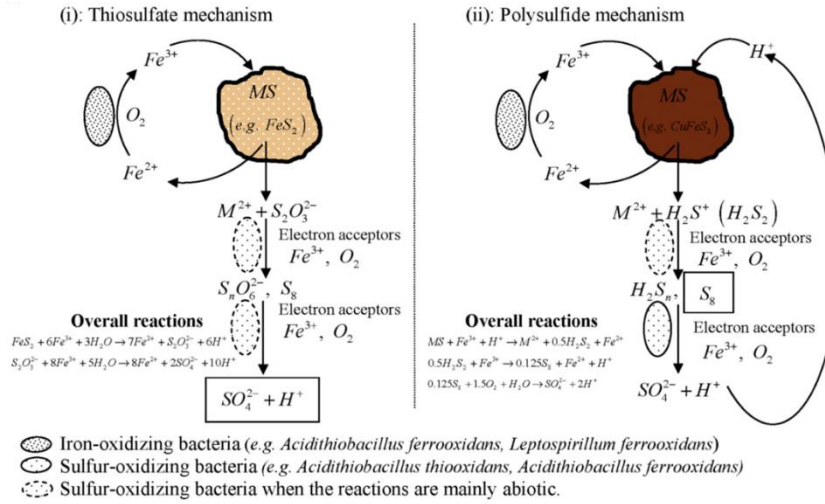 (i): Thiosulfate mechanism
Fe³⁺
MS
(e.g. FeS₂)
O₂
Fe²⁺
M²⁺ + S₂O₃²⁻
Electron acceptors
Fe³⁺, O₂
SₙO₆²⁻, S₈
Electron acceptors
Fe³⁺, O₂
Overall reactions
FeS₂ + 6Fe³⁺ + 3H₂O → 7Fe²⁺ + S₂O₃²⁻ + 6H⁺
S₂O₃²⁻ + 8Fe³⁺ + 5H₂O → 8Fe²⁺ + 2SO₄²⁻ + 10H⁺
SO₄²⁻ + H⁺
(ii): Polysulfide mechanism
Fe³⁺
H⁺
MS
(e.g. CuFeS₂)
O₂
Fe²⁺
M²⁺ + H₂S⁺ (H₂S₂)
Electron acceptors
Fe³⁺, O₂
H₂Sₙ, S₈
Overall reactions
Electron acceptors
Fe³⁺, O₂
MS + Fe³⁺ + H⁺ → M²⁺ + 0.5H₂S₂ + Fe²⁺
0.5H₂S₂ + Fe³⁺ → 0.125S₈ + Fe²⁺ + H⁺
0.125S₈ + 1.5O₂ + H₂O → SO₄²⁻ + 2H⁺
SO₄²⁻ + H⁺
Iron-oxidizing bacteria (e.g. Acidithiobacillus ferrooxidans, Leptospirillum ferrooxidans)
Sulfur-oxidizing bacteria (e.g. Acidithiobacillus thiooxidans, Acidithiobacillus ferrooxidans)
Sulfur-oxidizing bacteria when the reactions are mainly abiotic.